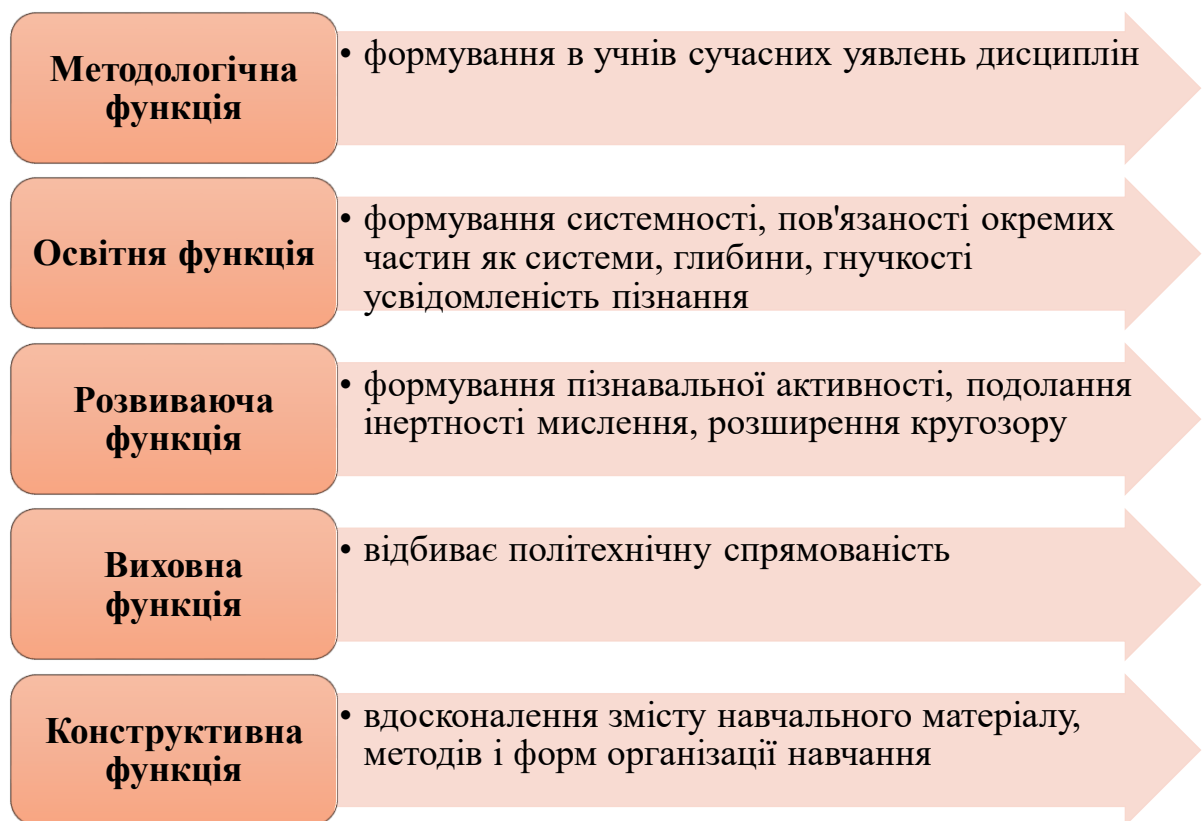 Методологічна
функція
• формування в учнів сучасних уявлень дисциплін
Освітня функція
• формування системності, пов'язаності окремих
частин як системи, глибини, гнучкості
усвідомленість пізнання
Розвиваюча
функція
• формування пізнавальної активності, подолання
інертності мислення, розширення кругозору
Виховна
функція
• відбиває політехнічну спрямованість
Конструктивна
функція
• вдосконалення змісту навчального матеріалу,
методів і форм організації навчання